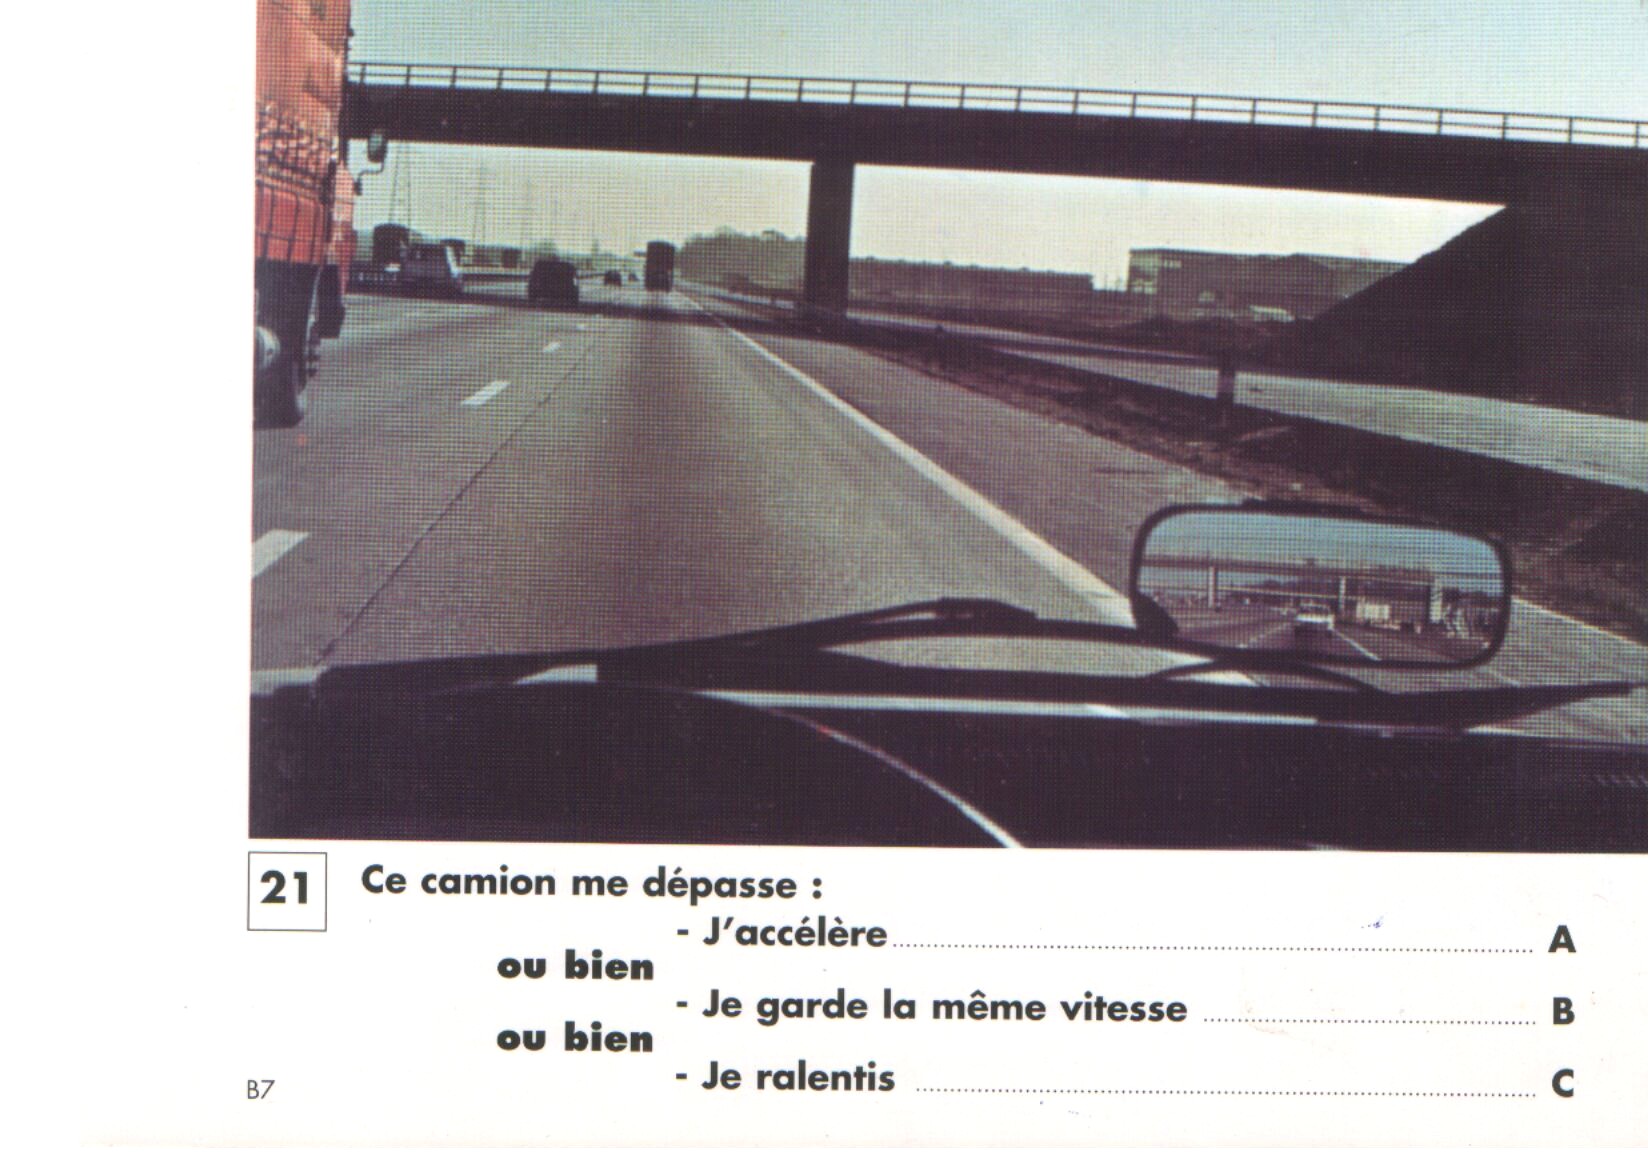 21 Ce camion me dépasse :
- J'accélère A
ou bien
- Je garde la même vitesse B
ou bien
- Je ralentis C
B7